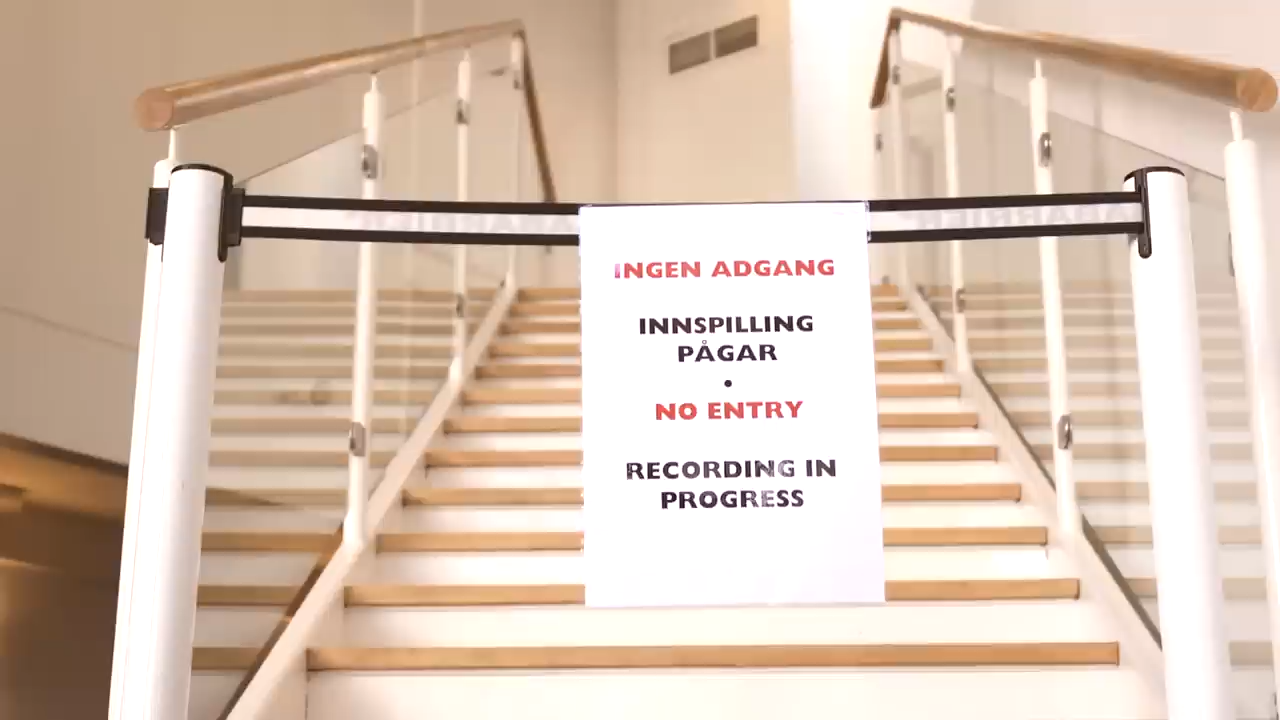 INGEN ADGANG
INNSPILLING
PÅGAR
•
NO ENTRY
RECORDING IN
PROGRESS